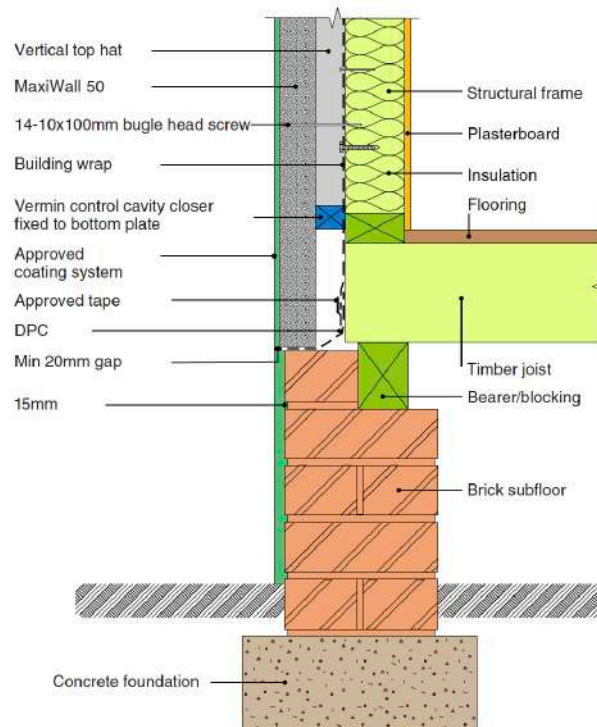 Vertical top hat
MaxiWall 50
14-10x100mm bugle head screw
Building wrap
Vermin control cavity closer
fixed to bottom plate
Approved
coating system
Approved tape
DPC
Min 20mm gap
15mm
Structural frame
Plasterboard
Insulation
Flooring
Timber joist
Bearer/blocking
Brick subfloor
Concrete foundation